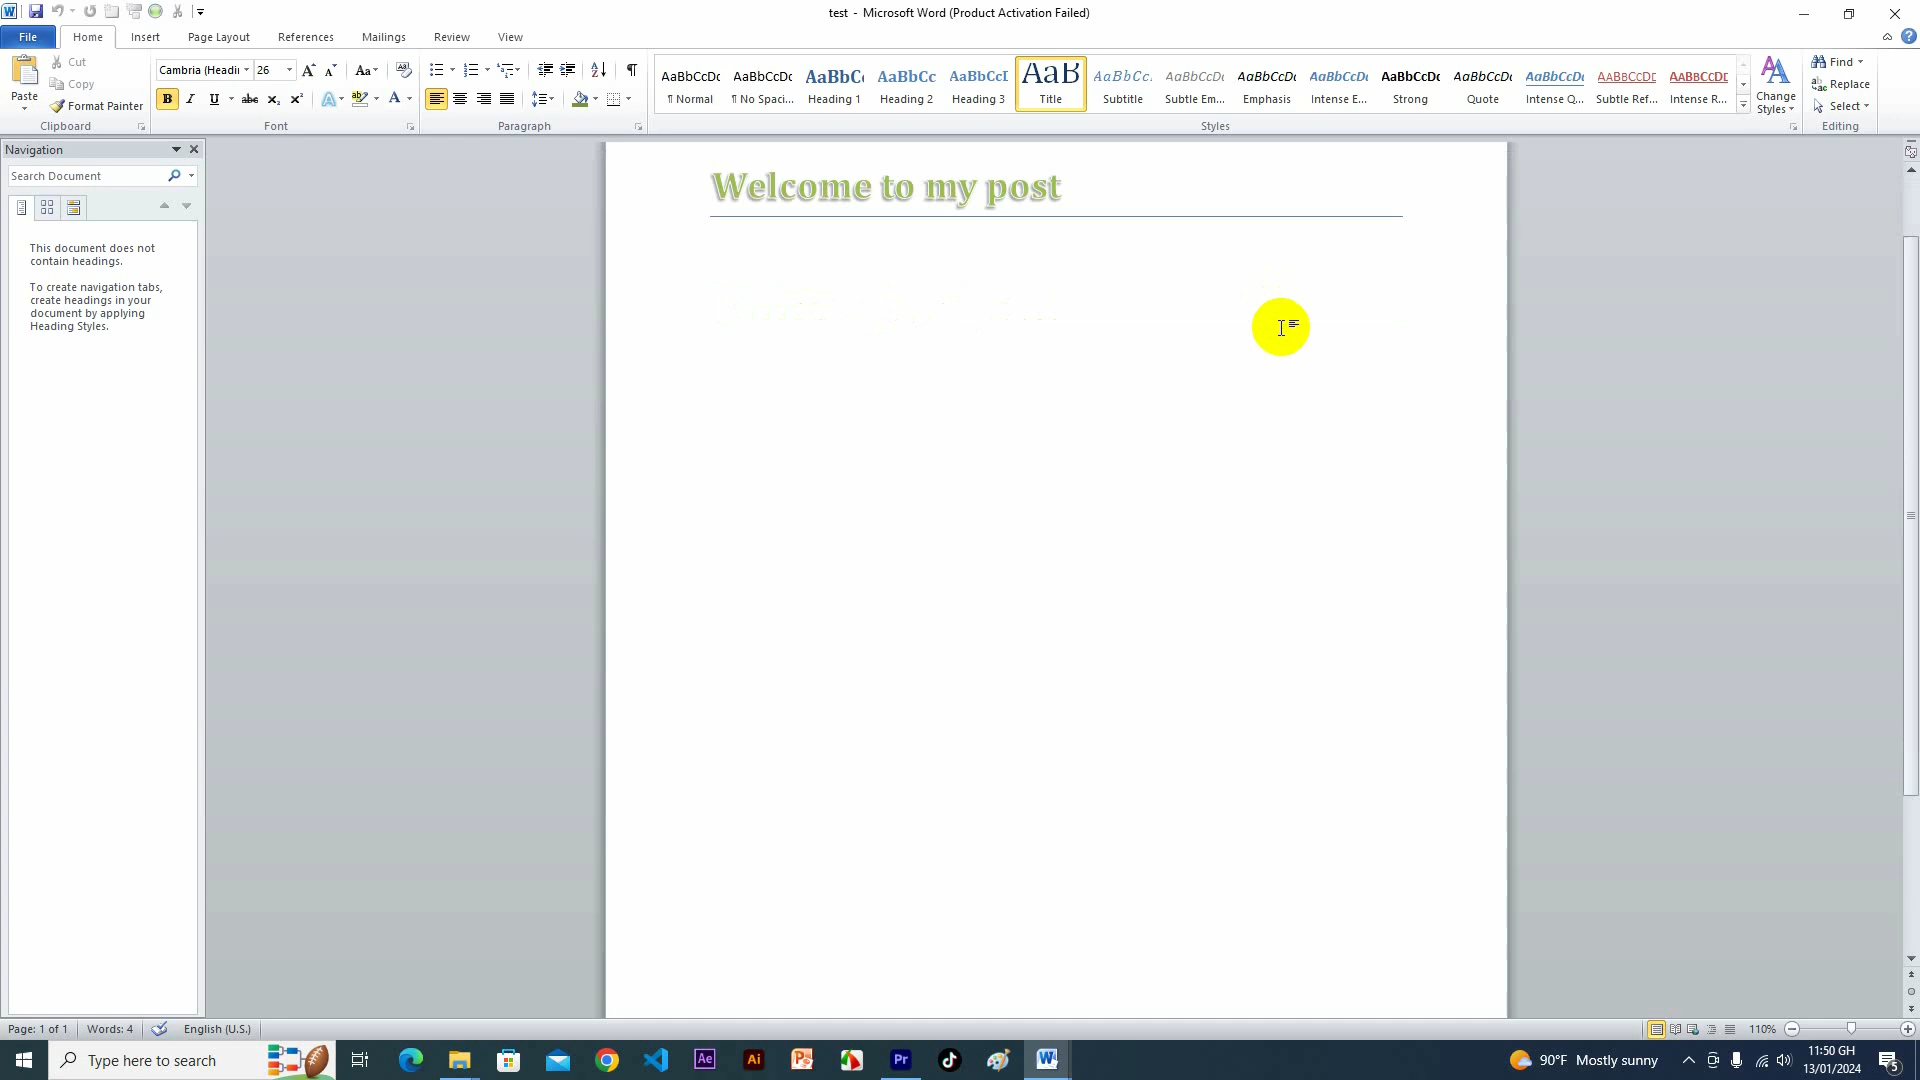 test - Microsoft Word (Product Activation Failed)
File Home Insert Page Layout References Mailings Review View
Paste
Cut
Copy
Format Painter
Clipboard
Cambria (Headi 26
Font
Paragraph
AaBbCcDc AaBbCcDc AaBbC AaBbCc AaBbCcI AaB AaBbCc. AaBbCcDc AaBbCcDc AaBbCcDc AaBbCcDc AaBbCcDc AaBbCcDc AABBCCDE AABBCCDE
¶ Normal ¶ No Spaci... Heading 1 Heading 2 Heading 3 Title Subtitle Subtle Em... Emphasis Intense E... Strong Quote Intense Q... Subtle Ref... Intense R...
Styles
Change
Styles
Find
Replace
Select
Editing
Navigation
Search Document
This document does not
contain headings.
To create navigation tabs,
create headings in your
document by applying
Heading Styles.
Welcome to my post
Page: 1 of 1 Words: 4 English (U.S.) 110%
Type here to search
90°F Mostly sunny
11:50 GH
13/01/2024
5